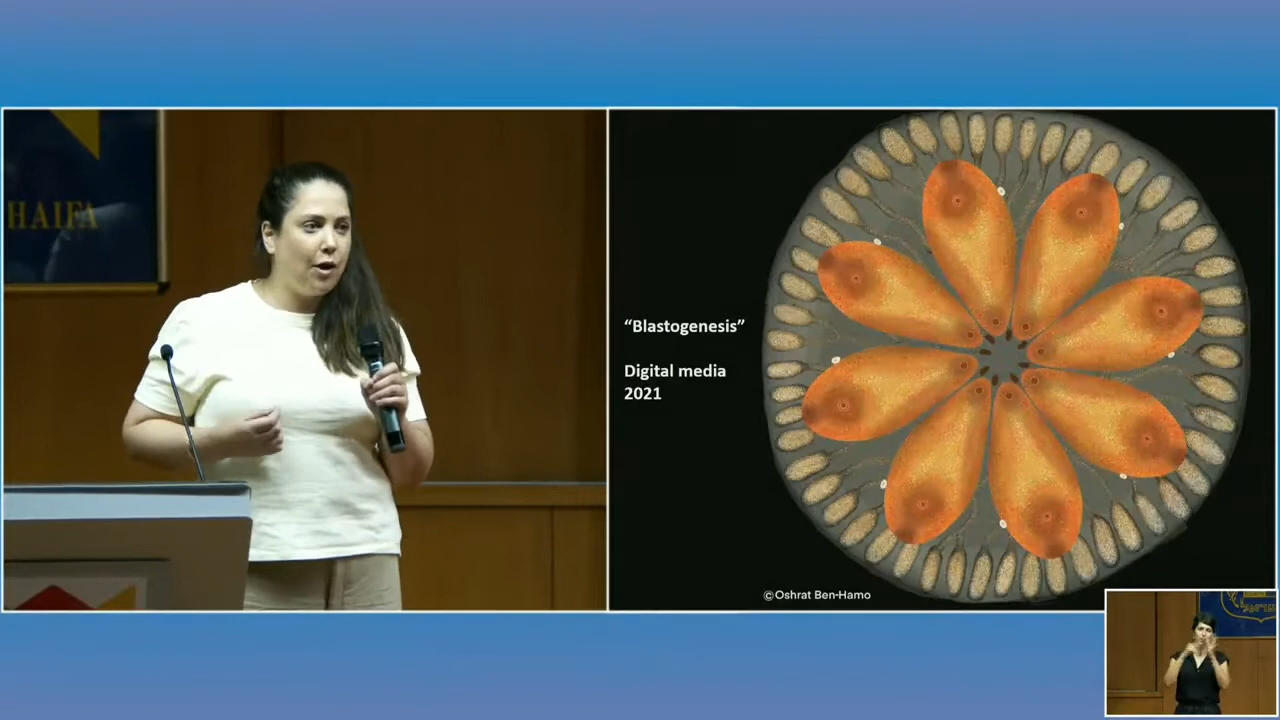 HAIFA
“Blastogenesis”
Digital media
2021
©Oshrat Ben-Hamo